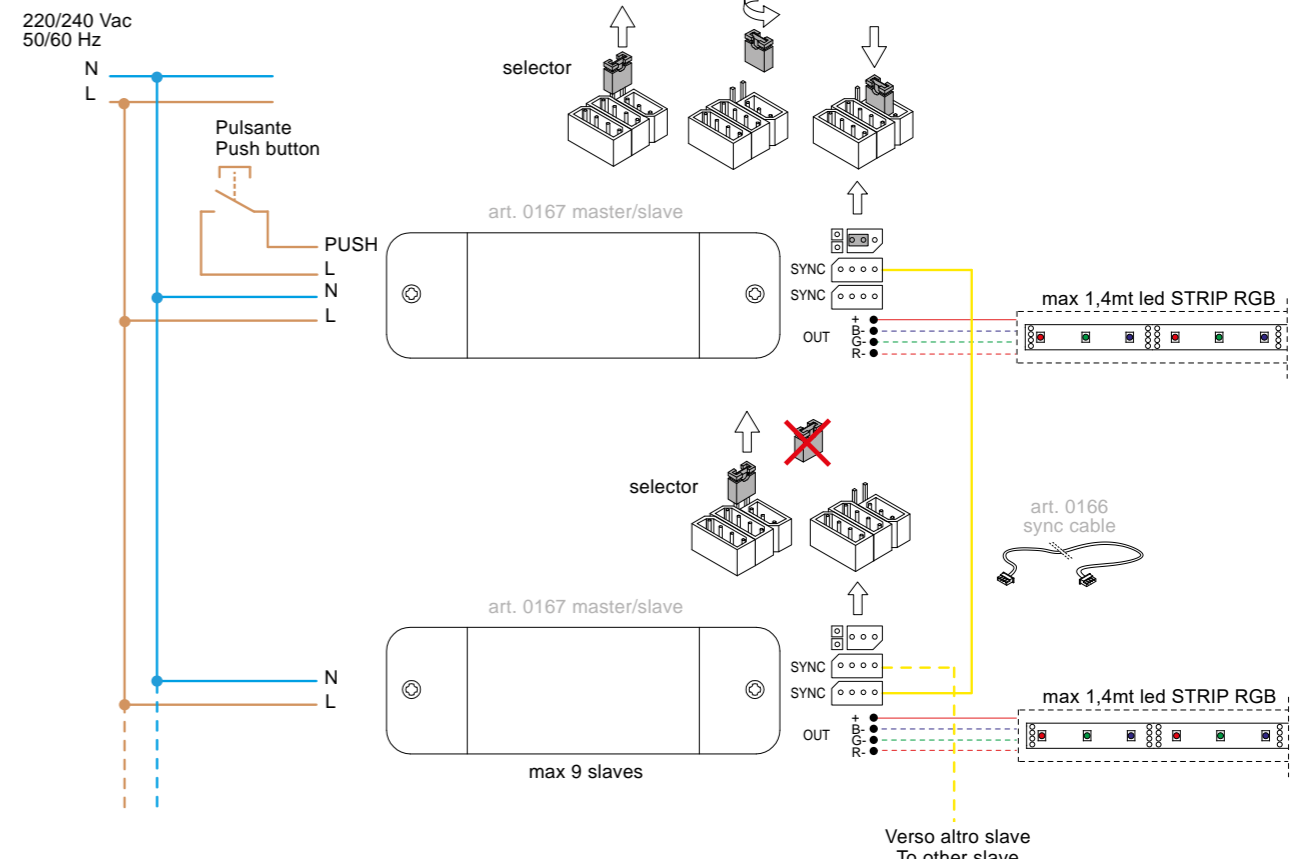 220/240 Vac
50/60 Hz
N
L
selector
Pulsante
Push button
art. 0167 master/slave
PUSH
L
N
L
SYNC
SYNC
OUT
+
B-
G-
R-
max 1,4mt led STRIP RGB
selector
art. 0166
sync cable
art. 0167 master/slave
N
L
SYNC
SYNC
OUT
+
B-
G-
R-
max 1,4mt led STRIP RGB
max 9 slaves
Verso altro slave
To other slave